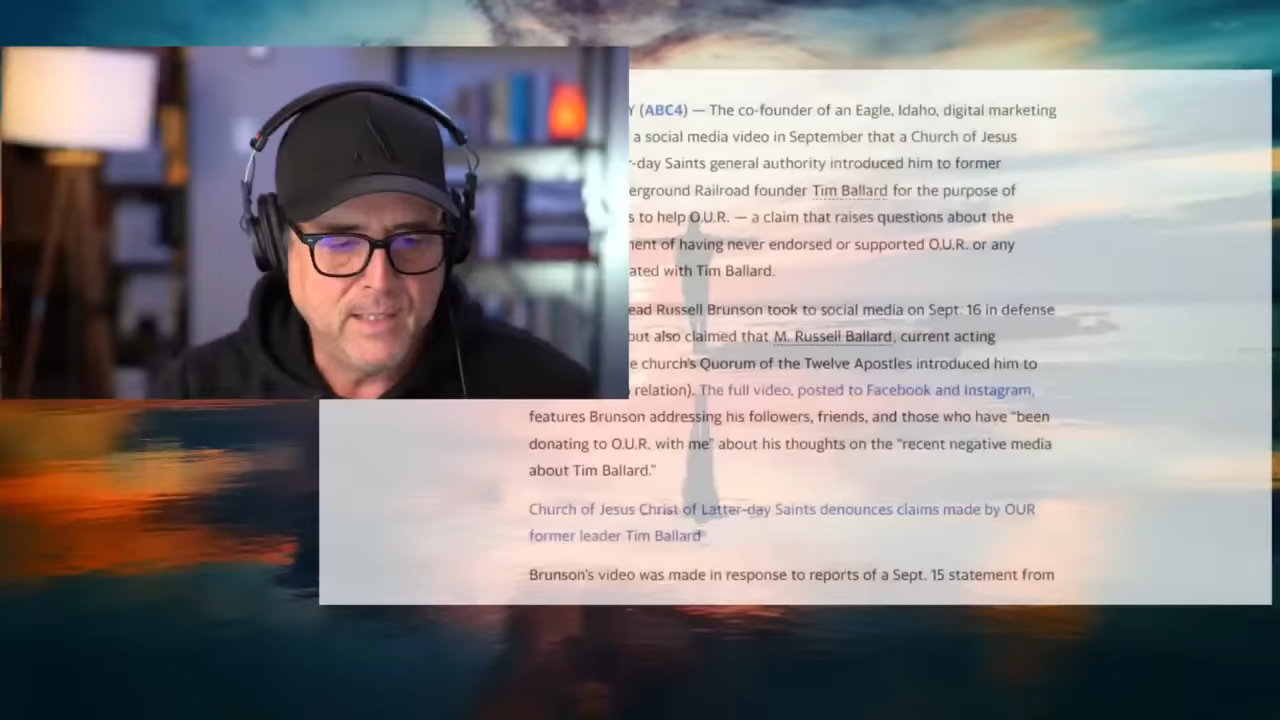 Y (ABC4) — The co-founder of an Eagle, Idaho, digital marketing
a social media video in September that a Church of Jesus
-day Saints general authority introduced him to former
erground Railroad founder Tim Ballard for the purpose of
s to help O.U.R. — a claim that raises questions about the
ent of having never endorsed or supported O.U.R. or any
ated with Tim Ballard.
ead Russell Brunson took to social media on Sept. 16 in defense
but also claimed that M. Russell Ballard, current acting
e church's Quorum of the Twelve Apostles introduced him to
relation). The full video, posted to Facebook and Instagram,
features Brunson addressing his followers, friends, and those who have "been
donating to O.U.R. with me" about his thoughts on the "recent negative media
about Tim Ballard."
Church of Jesus Christ of Latter-day Saints denounces claims made by OUR
former leader Tim Ballard
Brunson's video was made in response to reports of a Sept. 15 statement from